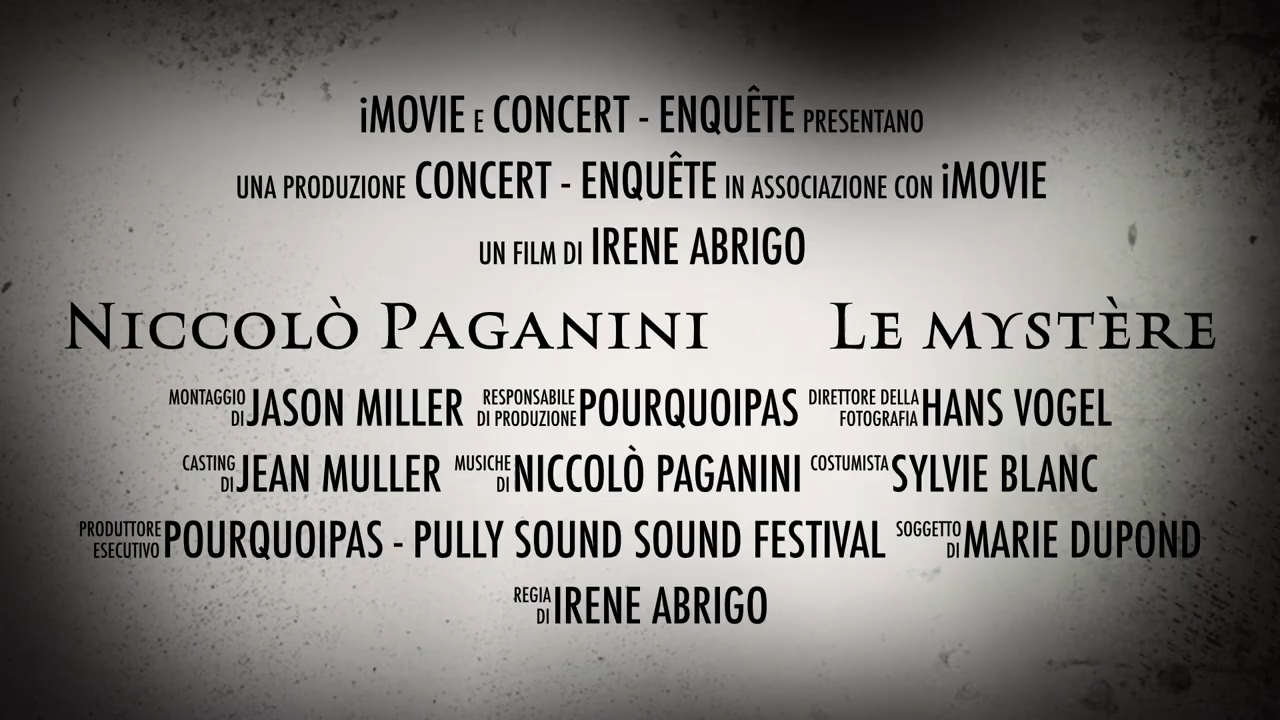 iMOVIE E CONCERT - ENQUÊTE PRESENTANO
UNA PRODUZIONE CONCERT - ENQUÊTE IN ASSOCIAZIONE CON iMOVIE
UN FILM DI IRENE ABRIGO
NICCOLÒ PAGANINI LE MYSTÈRE
MONTAGGIO DI JASON MILLER RESPONSABILE DI PRODUZIONE POURQUOIPAS DIRETTORE DELLA FOTOGRAFIA HANS VOGEL
CASTING DI JEAN MULLER MUSICHE DI NICCOLÒ PAGANINI COSTUMISTA SYLVIE BLANC
PRODUTTORE ESECUTIVO POURQUOIPAS - PULLY SOUND SOUND FESTIVAL SOGGETTO DI MARIE DUPOND
REGIA DI IRENE ABRIGO